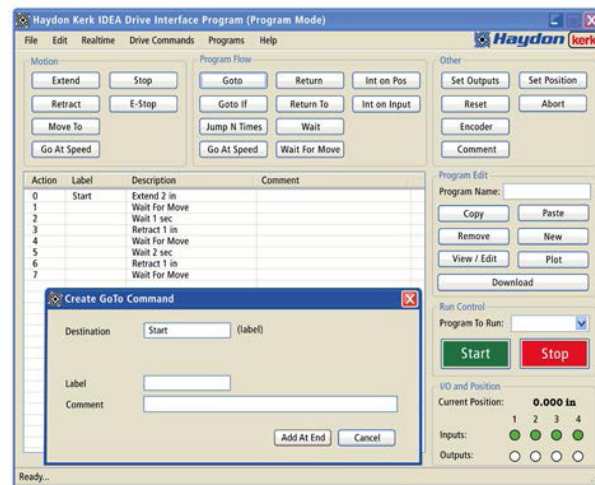 Haydon Kerk IDEA Drive Interface Program (Program Mode)
File Edit Realtime Drive Commands Programs Help
Haydon kerk
Motion
Extend Stop
Retract E-Stop
Move To
Go At Speed
Program Flow
Goto Return Int on Pos
Goto If Return To Int on Input
Jump N Times Wait
Go At Speed Wait For Move
Other
Set Outputs Set Position
Reset Abort
Encoder
Comment
Action Label Description Comment
0 Start Extend 2 in
1 Wait For Move
2 Wait 1 sec
3 Retract 1 in
4 Wait For Move
5 Wait 2 sec
6 Retract 1 in
7 Wait For Move
Program Edit
Program Name:
Copy Paste
Remove New
View / Edit Plot
Download
Run Control
Program To Run:
Start Stop
I/O and Position
Current Position: 0.000 in
1 2 3 4
Inputs:
Outputs:
Create GoTo Command
Destination Start (label)
Label
Comment
Add At End Cancel
Ready...